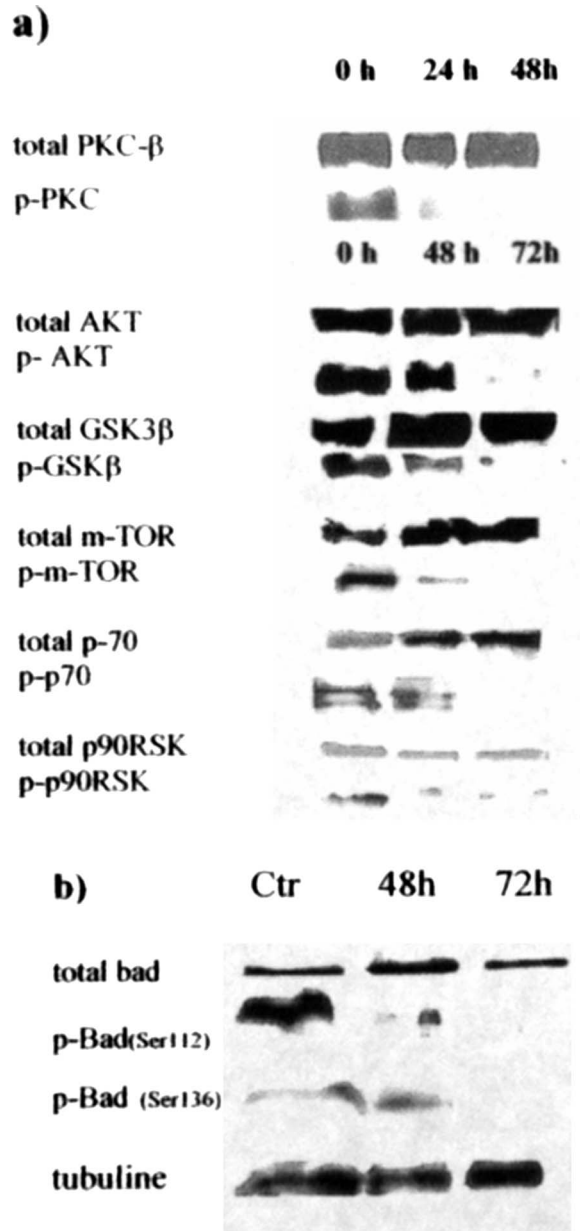 a)
0 h 24 h 48h
total PKC-β
p-PKC
0 h 48 h 72h
total AKT
p- AKT
total GSK3β
p-GSKβ
total m-TOR
p-m-TOR
total p-70
p-p70
total p90RSK
p-p90RSK
b) Ctr 48h 72h
total bad
p-Bad(Ser112)
p-Bad (Ser136)
tubuline